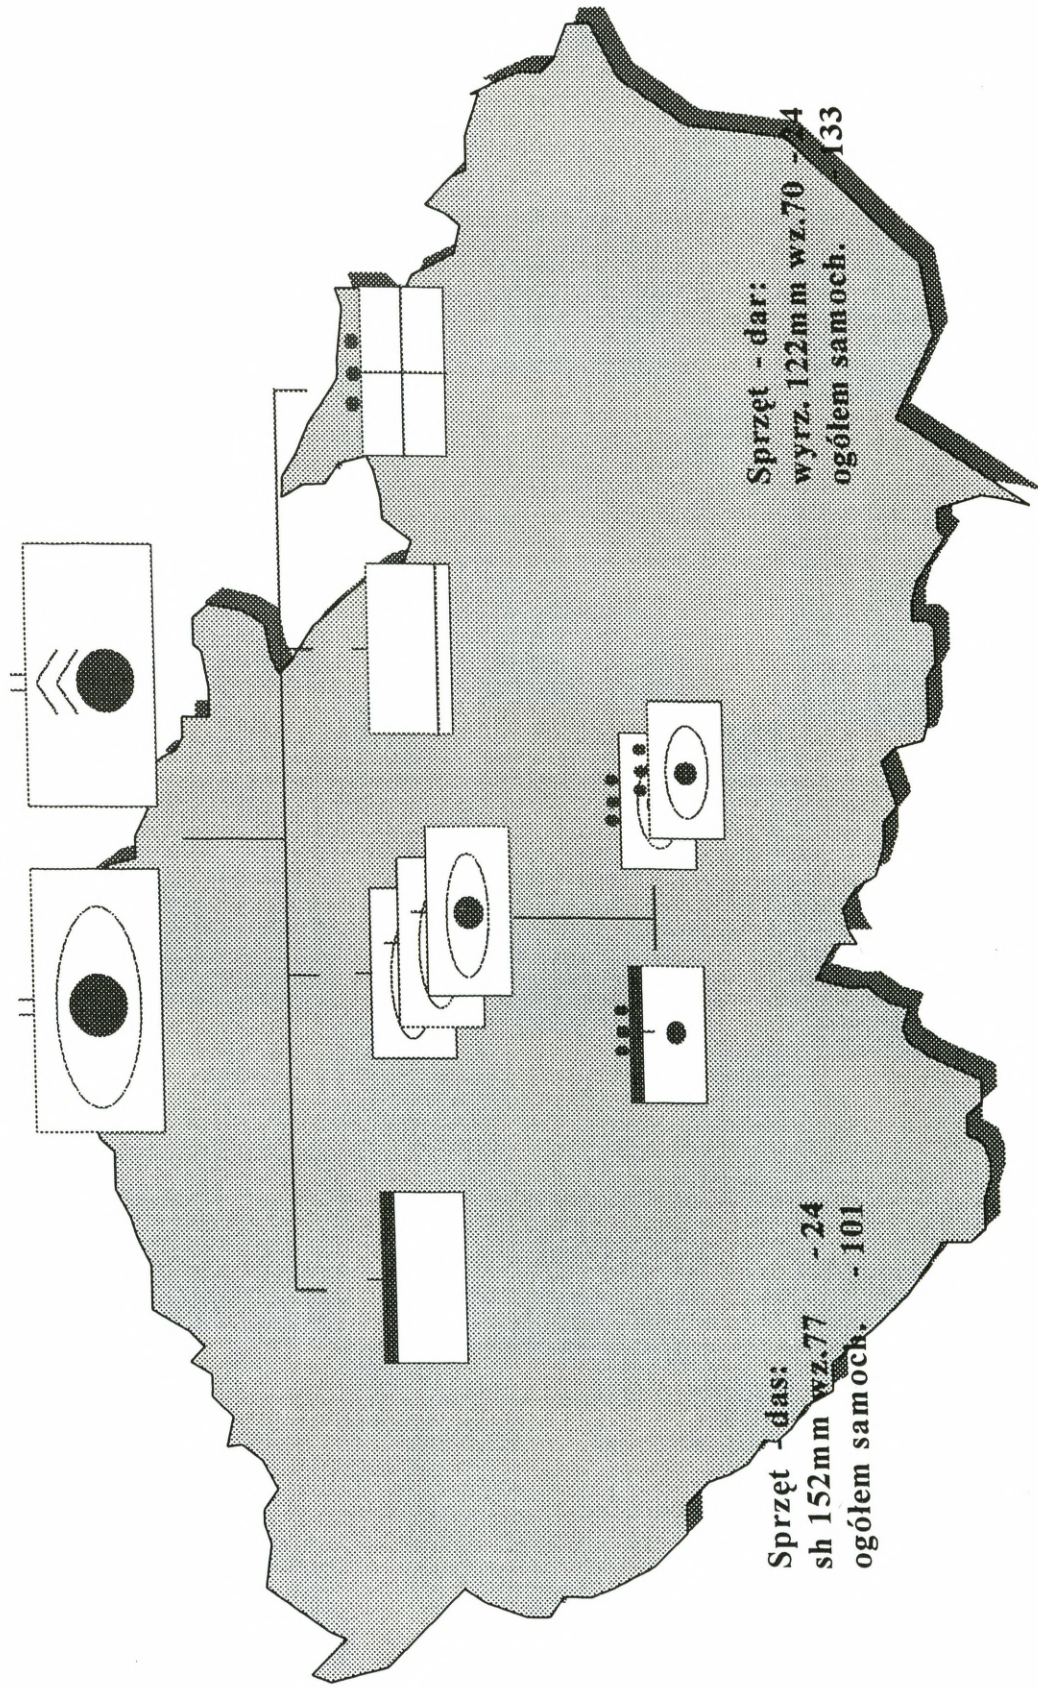 Sprzęt - das:
sh 152mm wz.77 - 24
ogółem samoch. - 101
Sprzęt - dar:
wyrz. 122mm wz.70 - 24
ogółem samoch. - 133